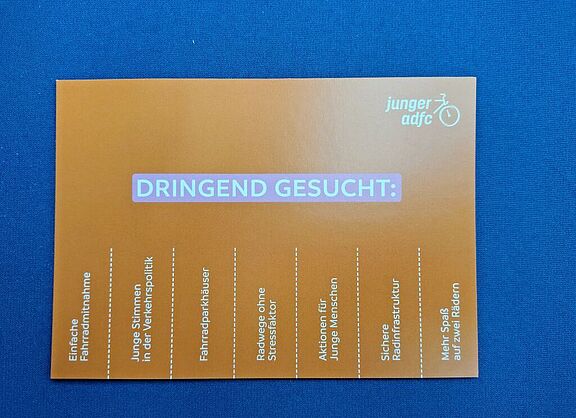 junger
adfc
DRINGEND GESUCHT:
Einfache
Fahrradmitnahme
Junge Stimmen
in der Verkehrspolitik
Fahrradparkhäuser
Radwege ohne
Stressfaktor
Aktionen für
Junge Menschen
Sichere
Radinfrastruktur
Mehr Spaß
auf zwei Rädern